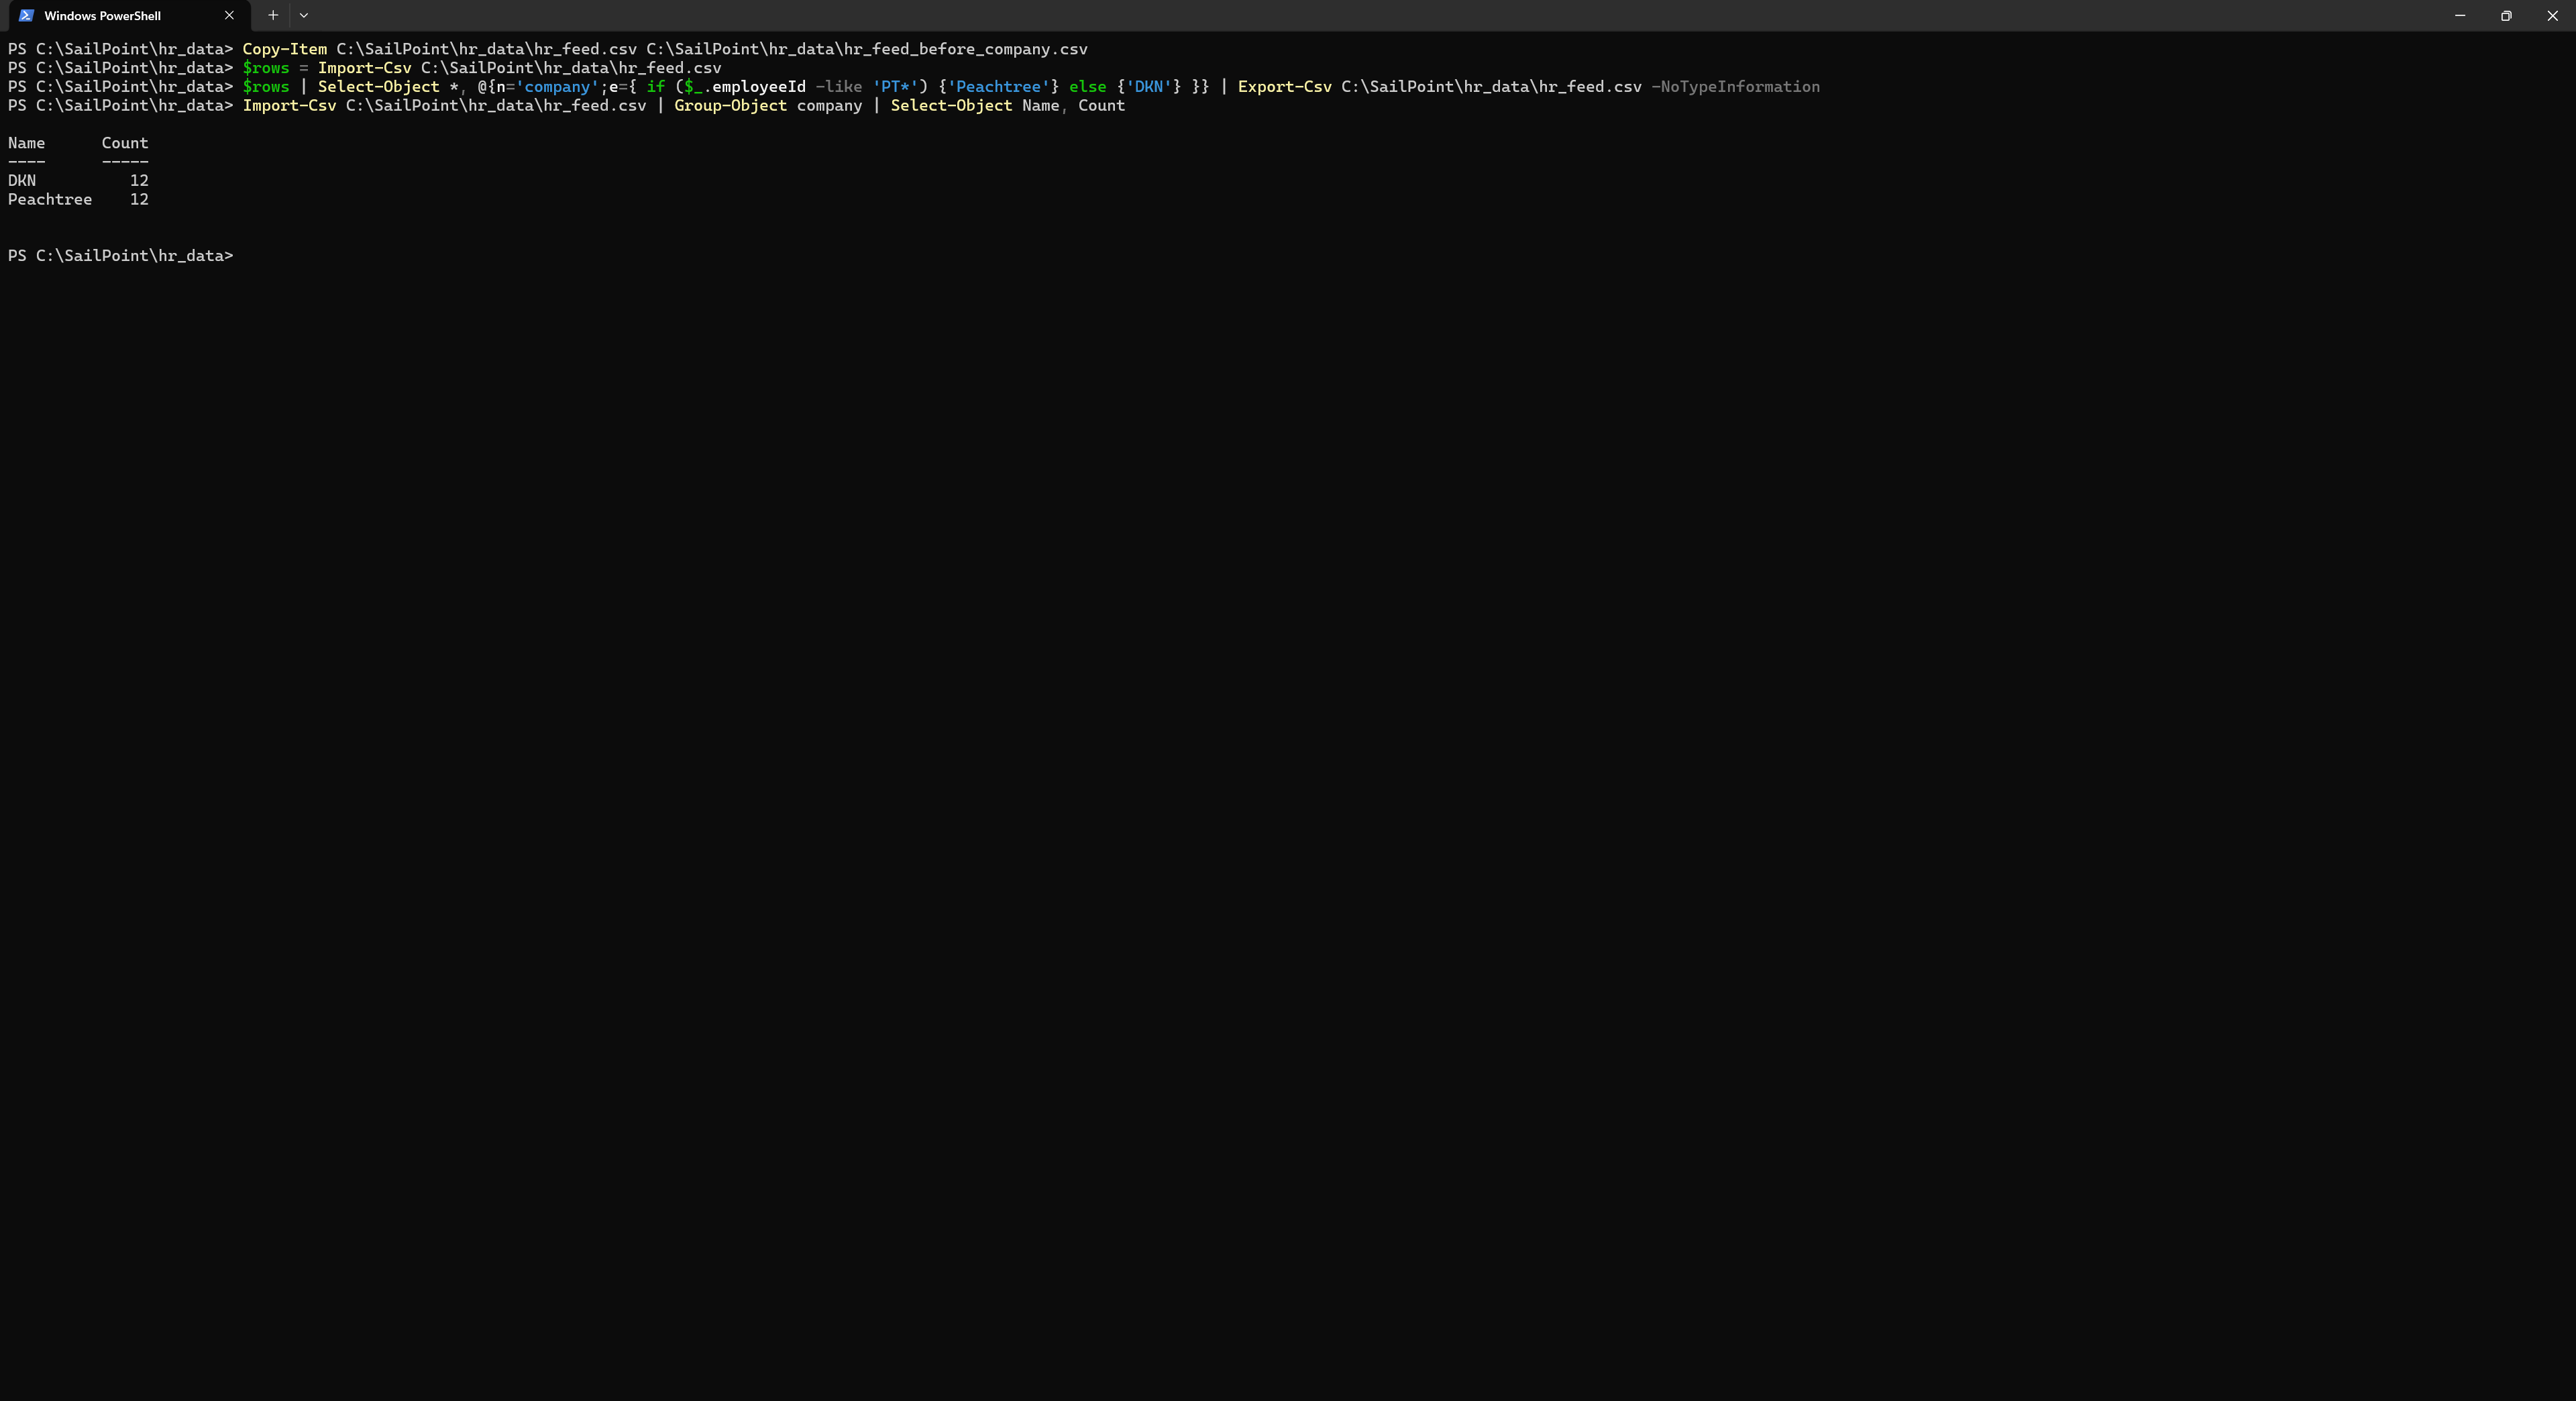 Windows PowerShell
PS C:\SailPoint\hr_data> Copy-Item C:\SailPoint\hr_data\hr_feed.csv C:\SailPoint\hr_data\hr_feed_before_company.csv
PS C:\SailPoint\hr_data> $rows = Import-Csv C:\SailPoint\hr_data\hr_feed.csv
PS C:\SailPoint\hr_data> $rows | Select-Object *, @{n='company';e={ if ($_.employeeId -like 'PT*') {'Peachtree'} else {'DKN'} }} | Export-Csv C:\SailPoint\hr_data\hr_feed.csv -NoTypeInformation
PS C:\SailPoint\hr_data> Import-Csv C:\SailPoint\hr_data\hr_feed.csv | Group-Object company | Select-Object Name, Count
Name      Count
----      -----
DKN          12
Peachtree    12
PS C:\SailPoint\hr_data>